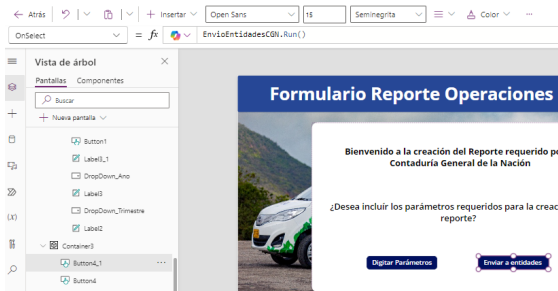 Atrás
Insertar
Open Sans
15
Seminegrita
Color
OnSelect
= fx
EnvioEntidadesCGN.Run()
Vista de árbol
Pantallas Componentes
Buscar
Nueva pantalla
Button1
Label3_1
DropDown_Ano
Label3
DropDown_Trimestre
Label2
Container3
Button4_1
Button4
Formulario Reporte Operaciones
Bienvenido a la creación del Reporte requerido po
Contaduría General de la Nación
¿Desea incluír los parámetros requeridos para la creac
reporte?
Digitar Parámetros
Enviar a entidades